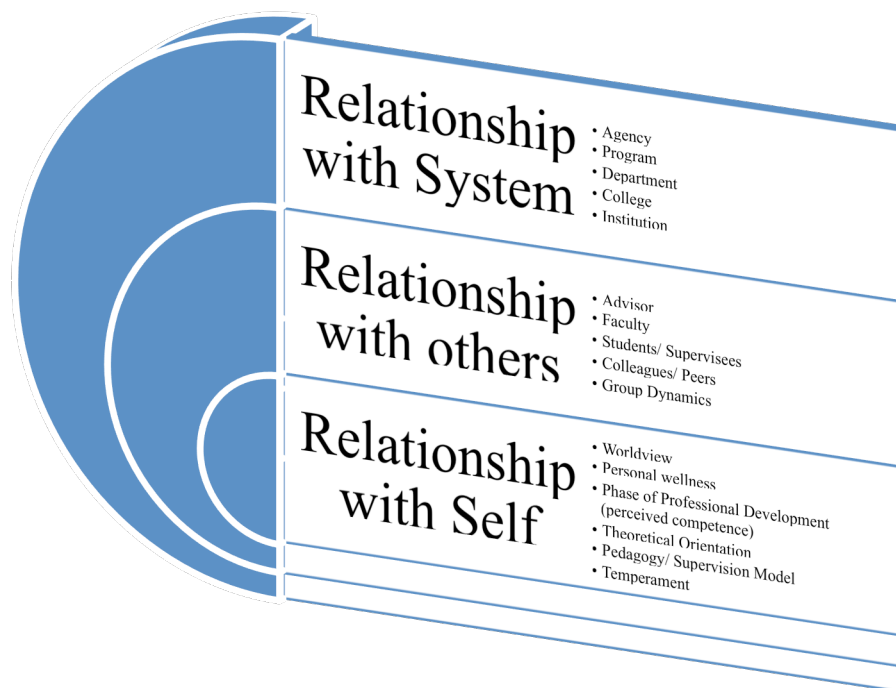 Relationship
with System
• Agency
• Program
• Department
• College
• Institution
Relationship
with others
• Advisor
• Faculty
• Students/ Supervisees
• Colleagues/ Peers
• Group Dynamics
Relationship
with Self
• Worldview
• Personal wellness
• Phase of Professional Development
(perceived competence)
• Theoretical Orientation
• Pedagogy/ Supervision Model
• Temperament